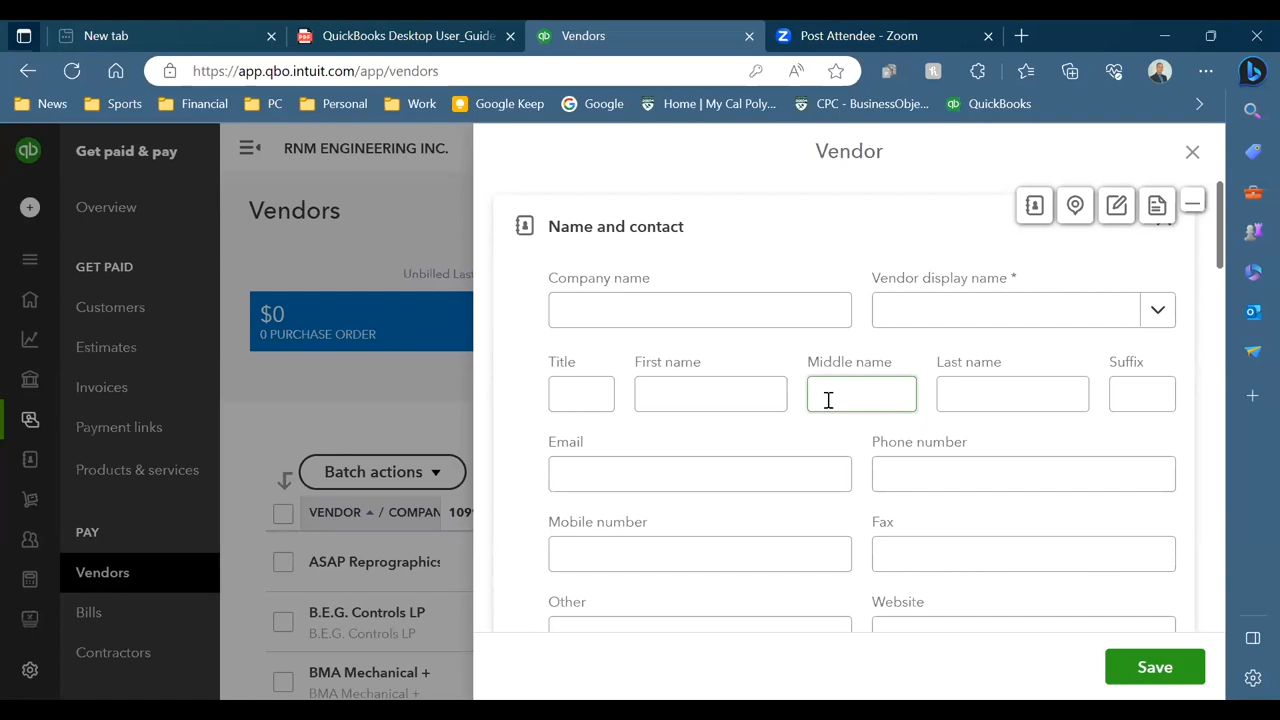 New tab
QuickBooks Desktop User_Guide
Vendors
Post Attendee - Zoom
https://app.qbo.intuit.com/app/vendors
News
Sports
Financial
PC
Personal
Work
Google Keep
Google
Home | My Cal Poly...
CPC - BusinessObje...
QuickBooks
qb
Get paid & pay
Overview
GET PAID
Customers
Estimates
Invoices
Payment links
Products & services
PAY
Vendors
Bills
Contractors
RNM ENGINEERING INC.
Vendors
Unbilled Las
$0
0 PURCHASE ORDER
Batch actions
VENDOR / COMPAN
109
ASAP Reprographics
B.E.G. Controls LP
B.E.G. Controls LP
BMA Mechanical +
BMA Mechanical +
Vendor
Name and contact
Company name
Vendor display name *
Title
First name
Middle name
Last name
Suffix
Email
Phone number
Mobile number
Fax
Other
Website
Save